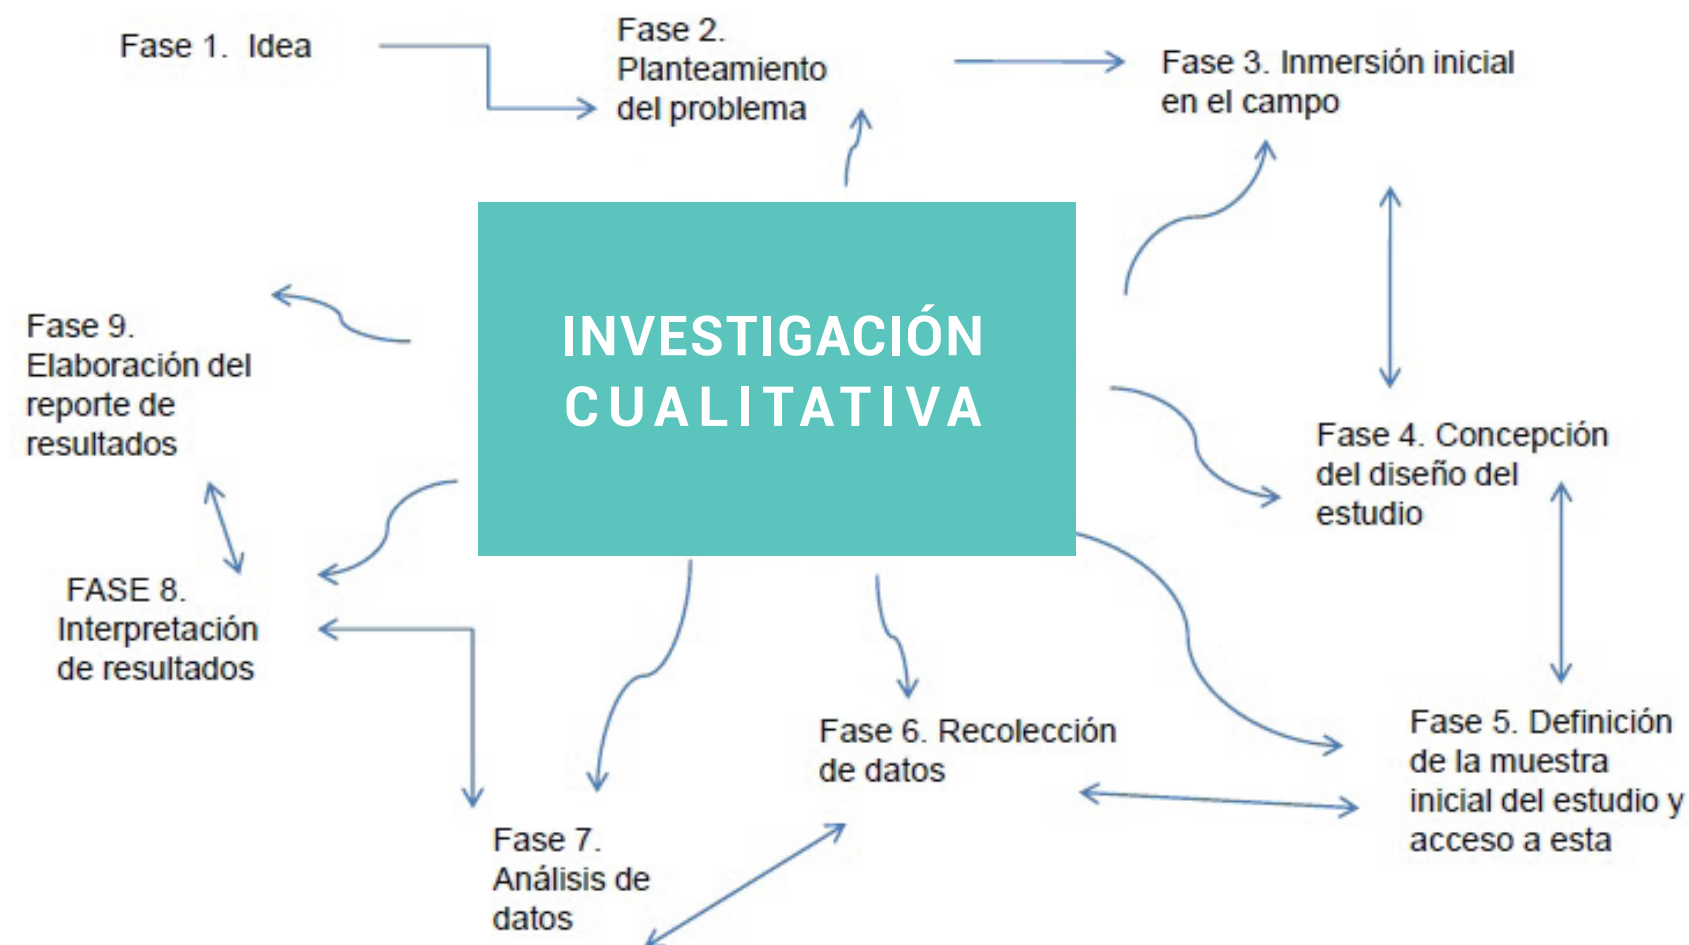 Fase 1. Idea
Fase 2.
Planteamiento
del problema
Fase 3. Inmersión inicial
en el campo
INVESTIGACIÓN
CUALITATIVA
Fase 4. Concepción
del diseño del
estudio
Fase 5. Definición
de la muestra
inicial del estudio y
acceso a esta
Fase 6. Recolección
de datos
Fase 7.
Análisis de
datos
FASE 8.
Interpretación
de resultados
Fase 9.
Elaboración del
reporte de
resultados